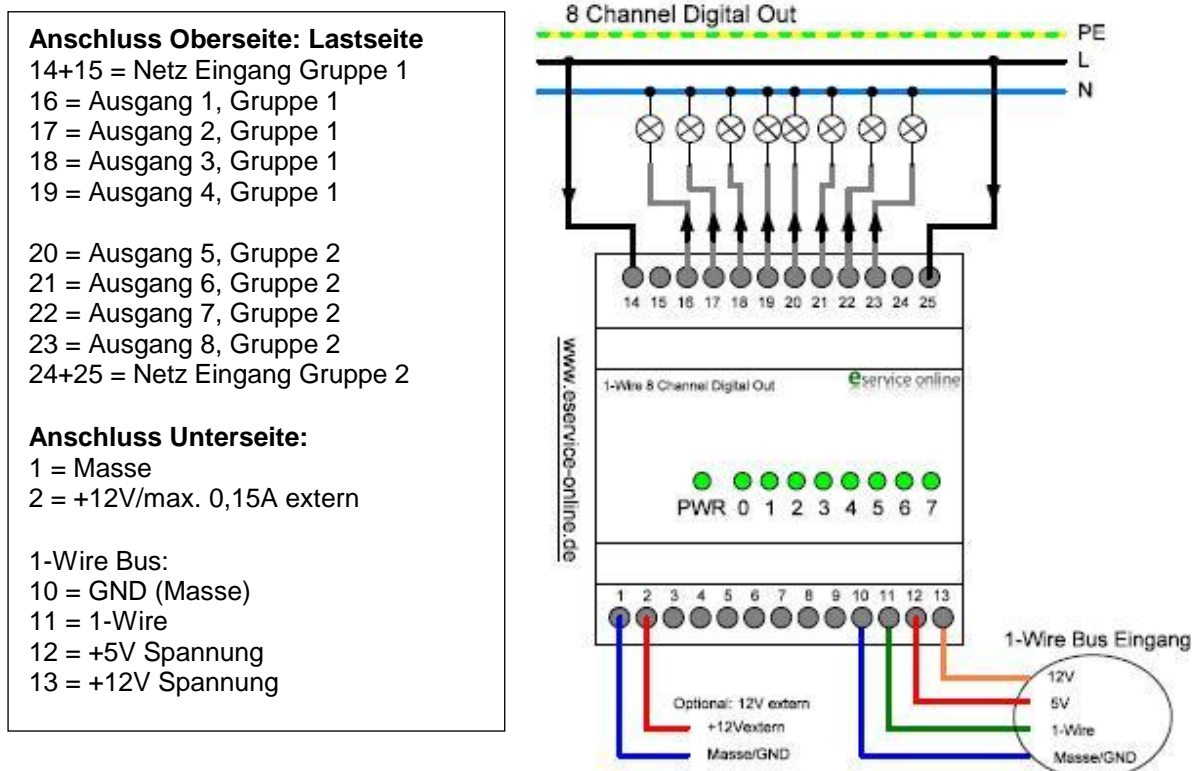 Anschluss Oberseite: Lastseite
14+15 = Netz Eingang Gruppe 1
16 = Ausgang 1, Gruppe 1
17 = Ausgang 2, Gruppe 1
18 = Ausgang 3, Gruppe 1
19 = Ausgang 4, Gruppe 1
20 = Ausgang 5, Gruppe 2
21 = Ausgang 6, Gruppe 2
22 = Ausgang 7, Gruppe 2
23 = Ausgang 8, Gruppe 2
24+25 = Netz Eingang Gruppe 2
Anschluss Unterseite:
1 = Masse
2 = +12V/max. 0,15A extern
1-Wire Bus:
10 = GND (Masse)
11 = 1-Wire
12 = +5V Spannung
13 = +12V Spannung
8 Channel Digital Out
PE
L
N
14 15 16 17 18 19 20 21 22 23 24 25
www.eservice-online.de
1-Wire 8 Channel Digital Out
eservice online
PWR 0 1 2 3 4 5 6 7
1 2 3 4 5 6 7 8 9 10 11 12 13
1-Wire Bus Eingang
12V
5V
1-Wire
Masse/GND
Optional: 12V extern
+12Vextern
Masse/GND